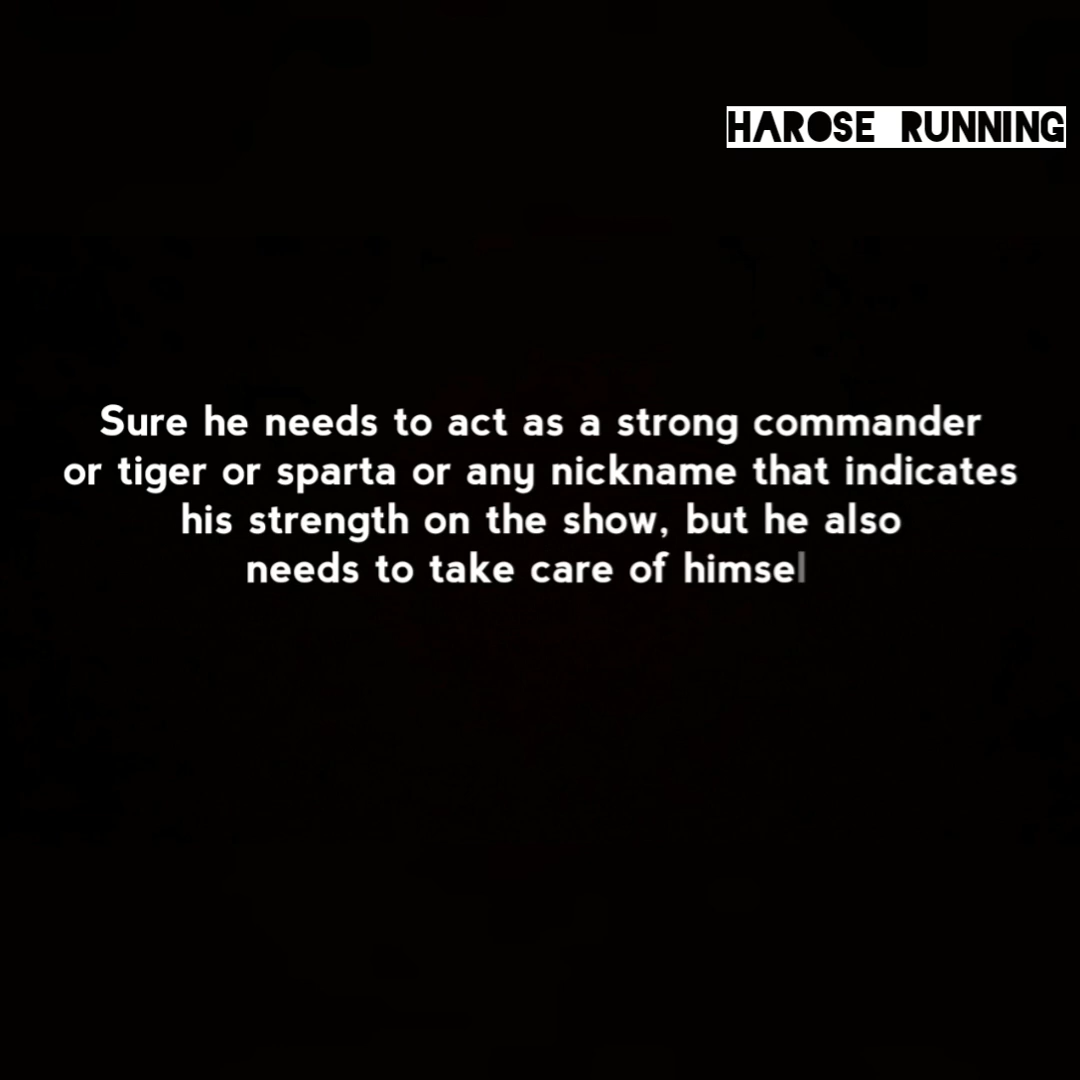 HAROSE RUNNING
Sure he needs to act as a strong commander
or tiger or sparta or any nickname that indicates
his strength on the show, but he also
needs to take care of himsel